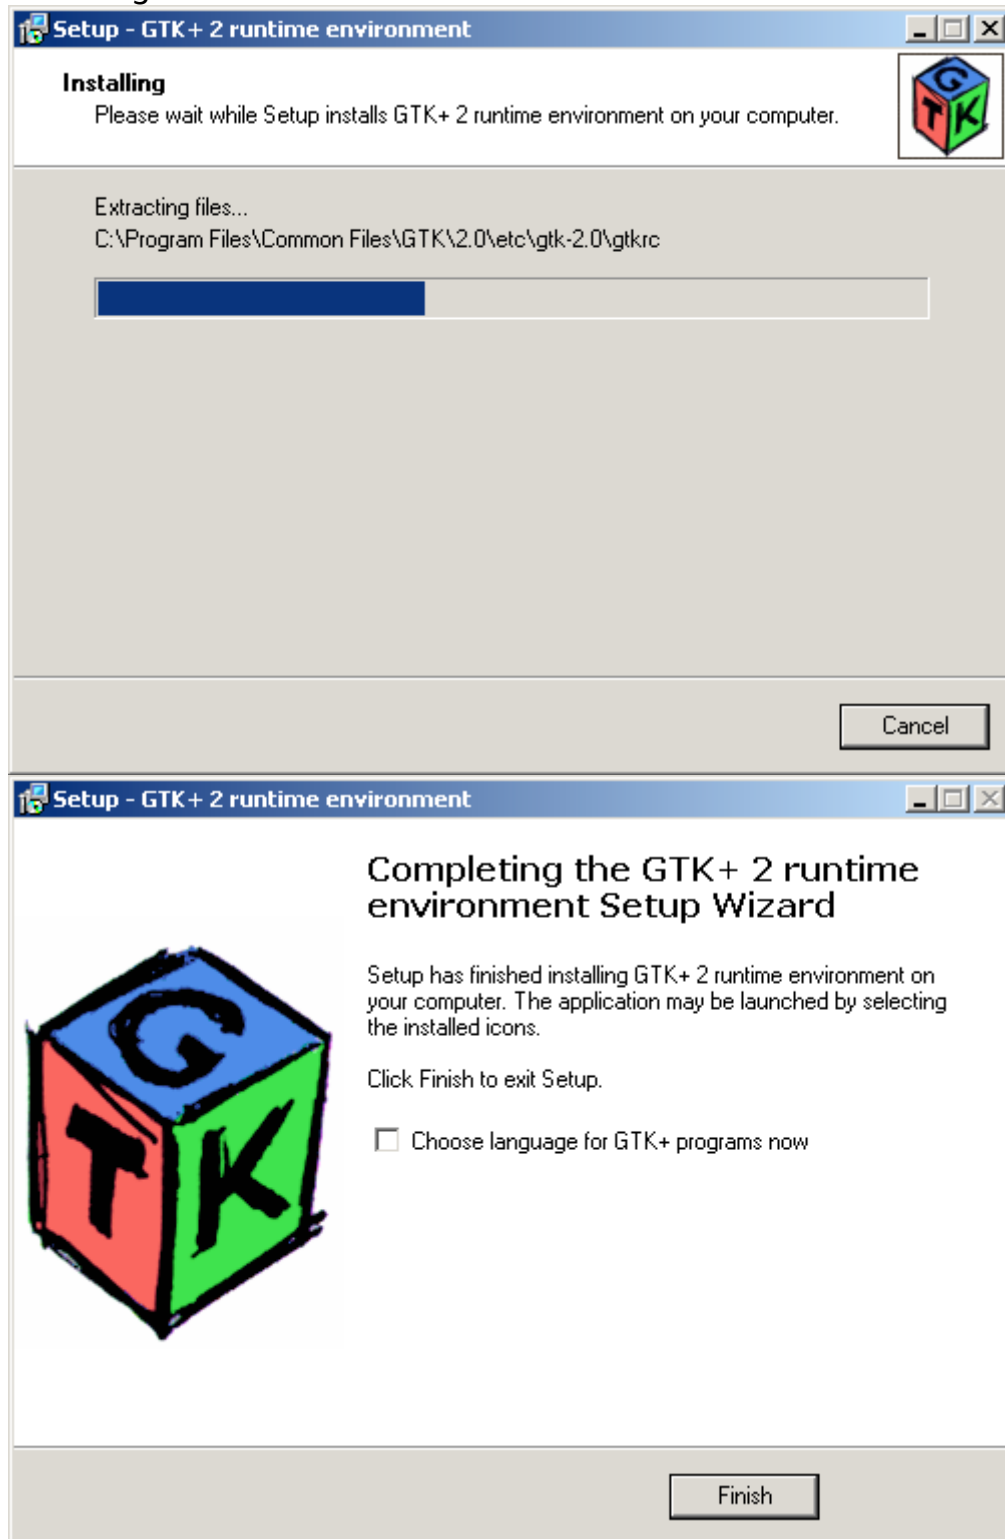 Setup - GTK+ 2 runtime environment
Installing
Please wait while Setup installs GTK+ 2 runtime environment on your computer.
G
T K
Extracting files...
C:\Program Files\Common Files\GTK\2.0\etc\gtk-2.0\gtkrc
Cancel
Setup - GTK+ 2 runtime environment
Completing the GTK+ 2 runtime
environment Setup Wizard
Setup has finished installing GTK+ 2 runtime environment on
your computer. The application may be launched by selecting
the installed icons.
Click Finish to exit Setup.
Choose language for GTK+ programs now
G
T K
Finish